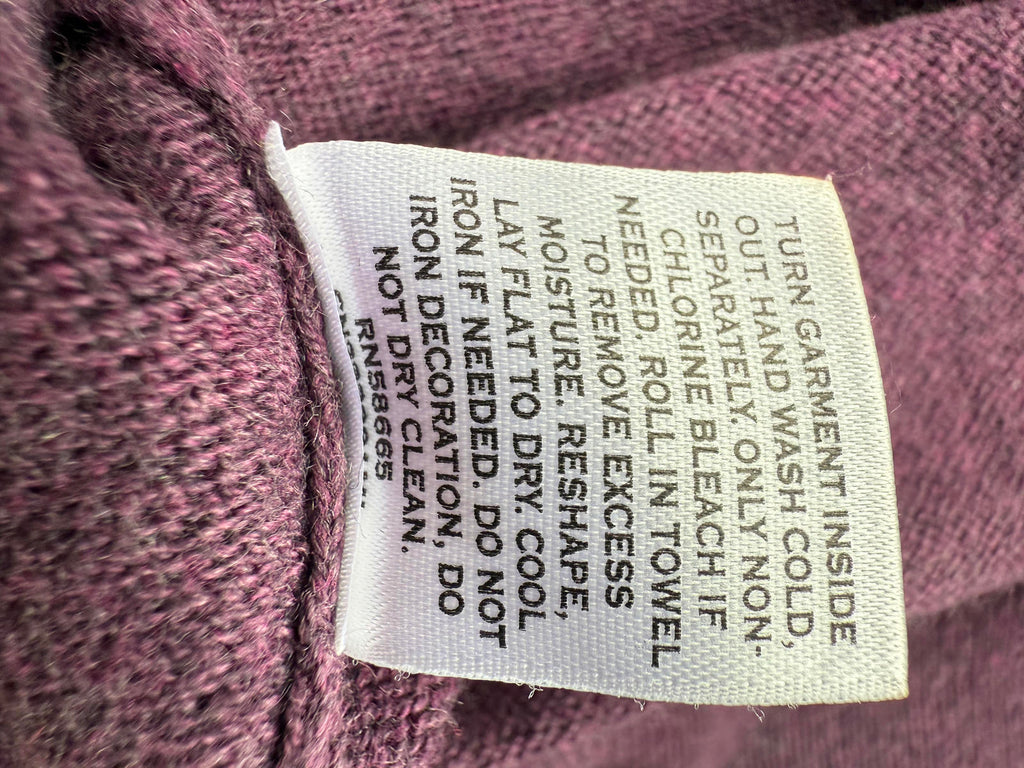 TURN GARMENT INSIDE
OUT. HAND WASH COLD,
SEPARATELY. ONLY NON-
CHLORINE BLEACH IF
NEEDED. ROLL IN TOWEL
TO REMOVE EXCESS
MOISTURE. RESHAPE,
LAY FLAT TO DRY. COOL
IRON IF NEEDED. DO NOT
IRON DECORATION, DO
NOT DRY CLEAN.
RN58665